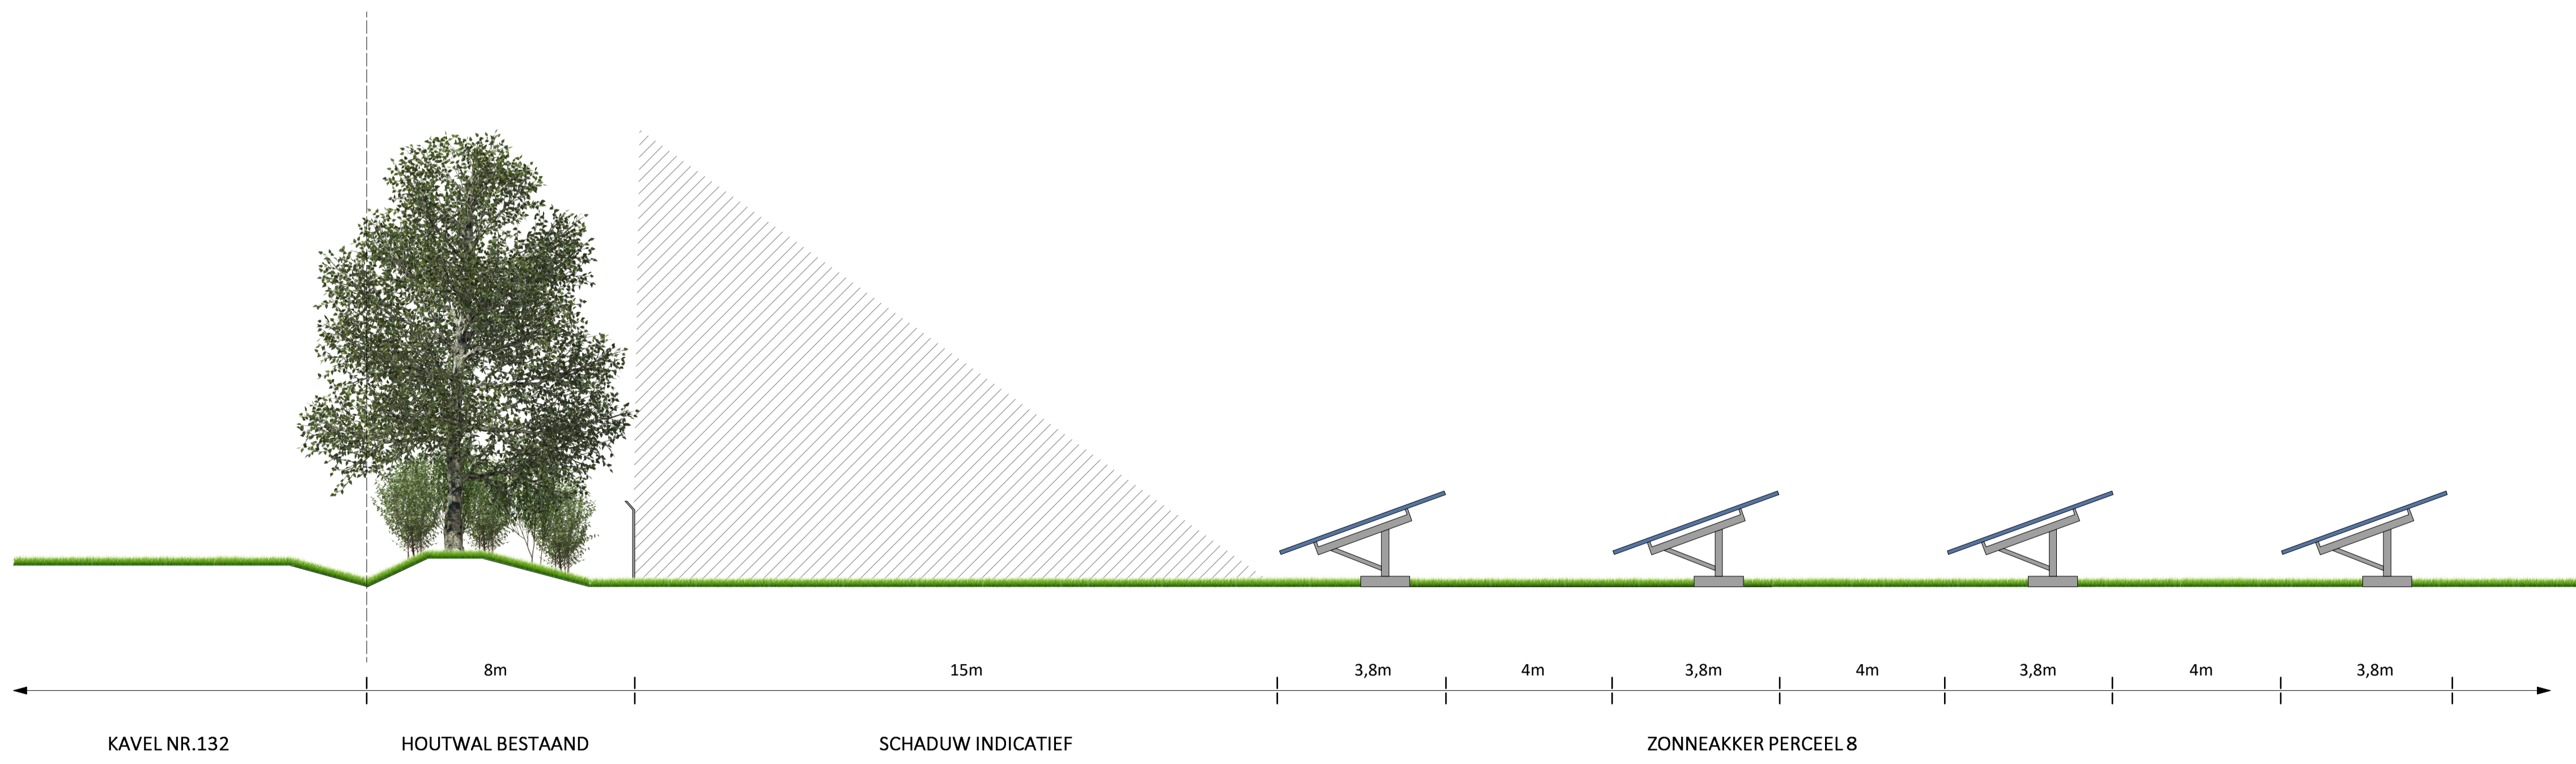 8m 15m 3,8m 4m 3,8m 4m 3,8m 4m 3,8m
KAVEL NR.132 HOUTWAL BESTAAND SCHADUW INDICATIEF ZONNEAKKER PERCEEL 8